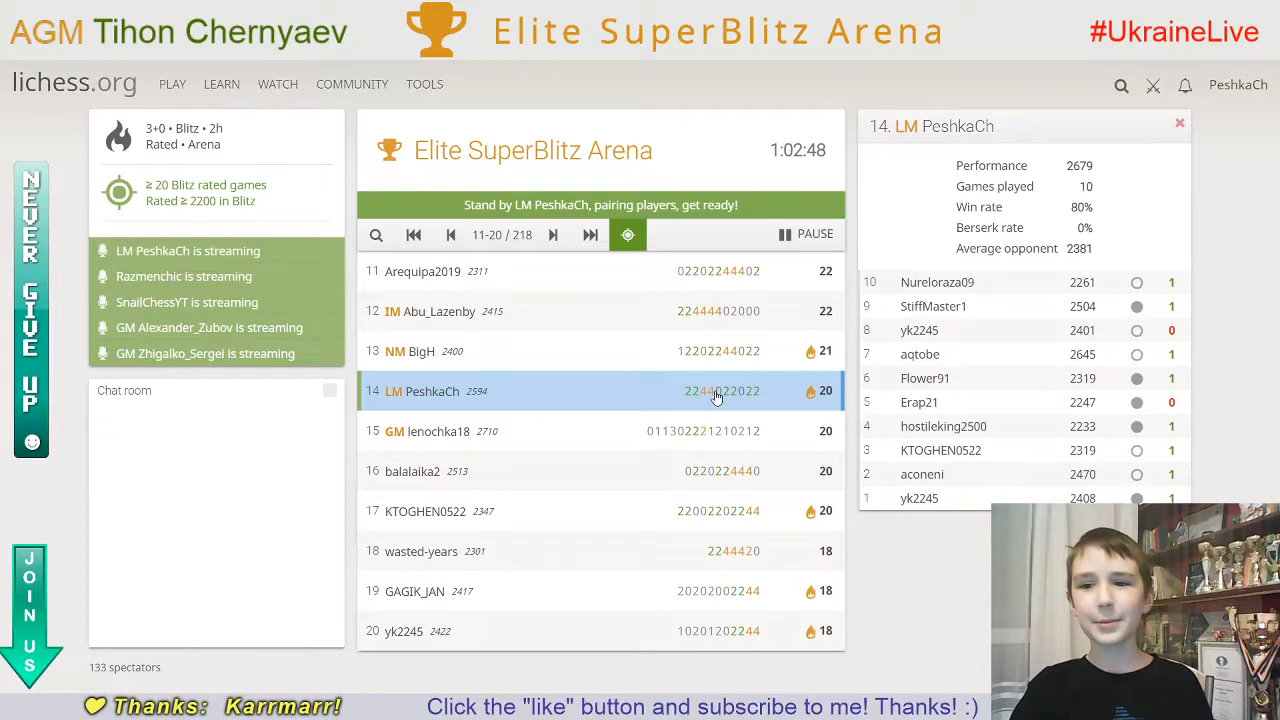 AGM Tihon Chernyaev
Elite SuperBlitz Arena
#UkraineLive
lichess.org
PLAY LEARN WATCH COMMUNITY TOOLS
PeshkaCh
NEVER GIVE UP
JOIN US
3+0 • Blitz • 2h
Rated • Arena
≥ 20 Blitz rated games
Rated ≥ 2200 in Blitz
LM PeshkaCh is streaming
Razmenchic is streaming
SnailChessYT is streaming
GM Alexander_Zubov is streaming
GM Zhigalko_Sergei is streaming
Chat room
133 spectators
Elite SuperBlitz Arena 1:02:48
Stand by LM PeshkaCh, pairing players, get ready!
11-20 / 218 PAUSE
11 Arequipa2019 2311 02202244402 22
12 IM Abu_Lazenby 2415 22444402000 22
13 NM BigH 2400 12202244022 21
14 LM PeshkaCh 2594 2244022022 20
15 GM lenochka18 2710 011302221210212 20
16 balalaika2 2513 0220224440 20
17 KTOGHEN0522 2347 22002202244 20
18 wasted-years 2301 2244420 18
19 GAGIK_JAN 2417 20202002244 18
20 yk2245 2422 10201202244 18
14. LM PeshkaCh
Performance 2679
Games played 10
Win rate 80%
Berserk rate 0%
Average opponent 2381
10 Nureloraza09 2261 1
9 StiffMaster1 2504 1
8 yk2245 2401 0
7 aqtobe 2645 1
6 Flower91 2319 1
5 Erap21 2247 0
4 hostileking2500 2233 1
3 KTOGHEN0522 2319 1
2 aconeni 2470 1
1 yk2245 2408 1
Thanks: Karrmarr!
Click the "like" button and subscribe to me! Thanks! :)